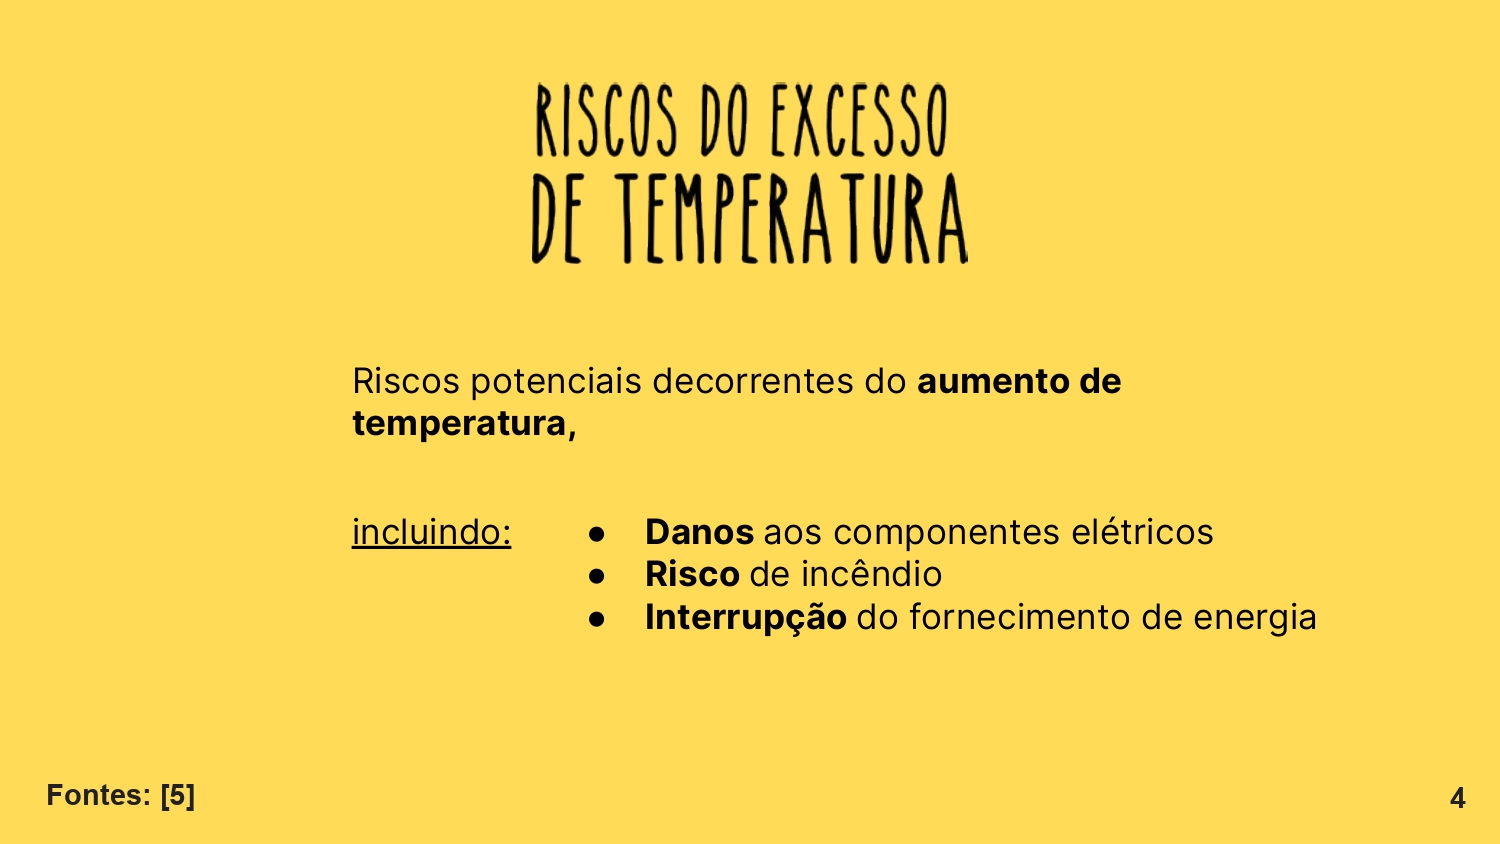 RISCOS DO EXCESSO
DE TEMPERATURA
Riscos potenciais decorrentes do aumento de
temperatura,
incluindo:
● Danos aos componentes elétricos
● Risco de incêndio
● Interrupção do fornecimento de energia
Fontes: [5]
4